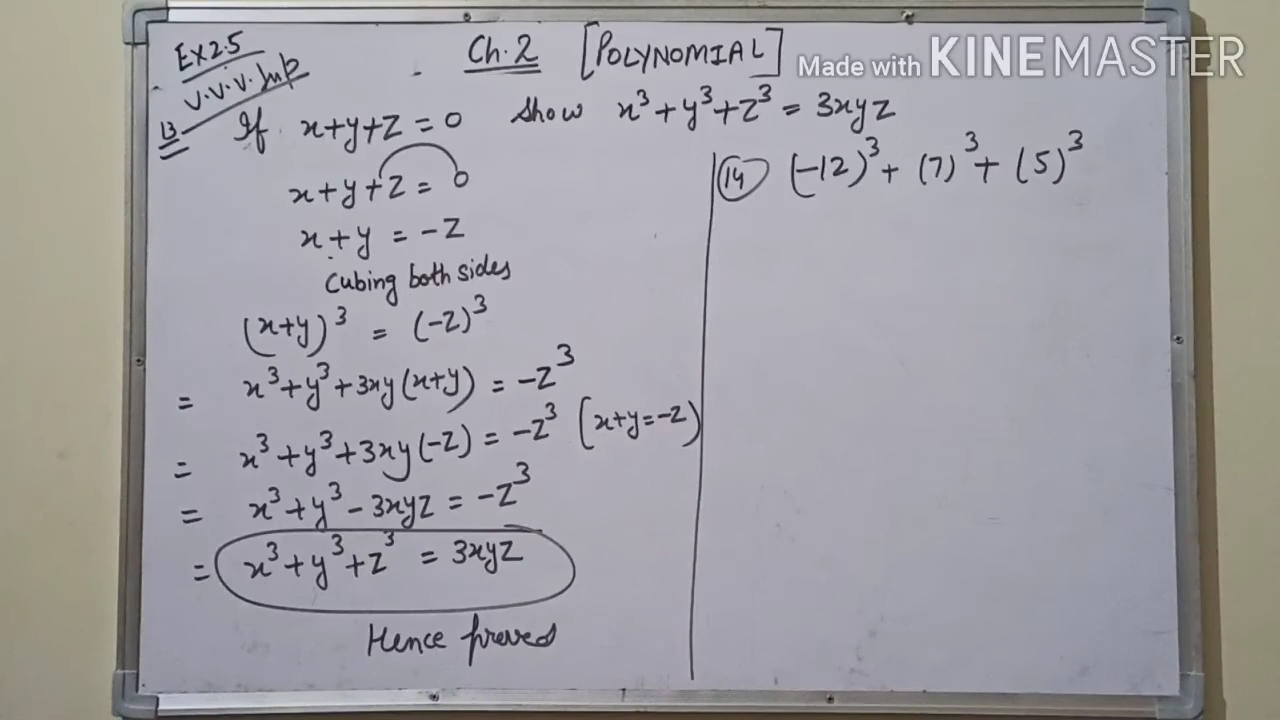 Ex 2.5
Ch. 2 [POLYNOMIAL]
Made with KINEMASTER
V.V.V. Imp
13 If x+y+z = 0 Show x³+y³+z³ = 3xyz
x+y+z = 0
x+y = -z
Cubing both sides
(x+y)³ = (-z)³
= x³+y³+3xy(x+y) = -z³
= x³+y³+3xy(-z) = -z³ (x+y=-z)
= x³+y³-3xyz = -z³
= x³+y³+z³ = 3xyz
Hence proved
14 (-12)³ + (7)³ + (5)³